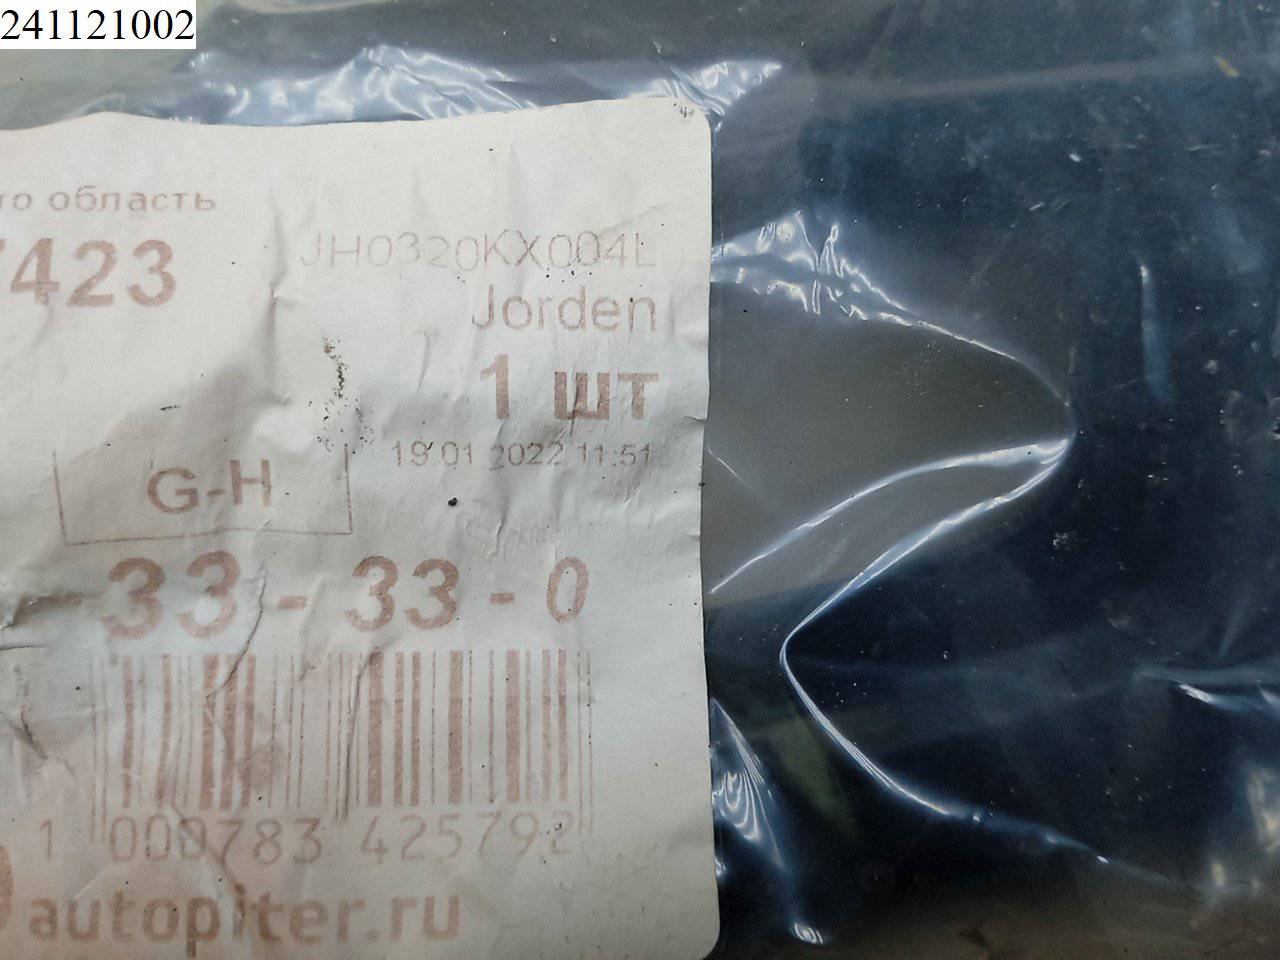 241121002
то область
7423
JH0320KX004L
Jorden
1 шт
19.01.2022 11:51
G-H
33 - 33 - 0
1 000783 425792
autopiter.ru